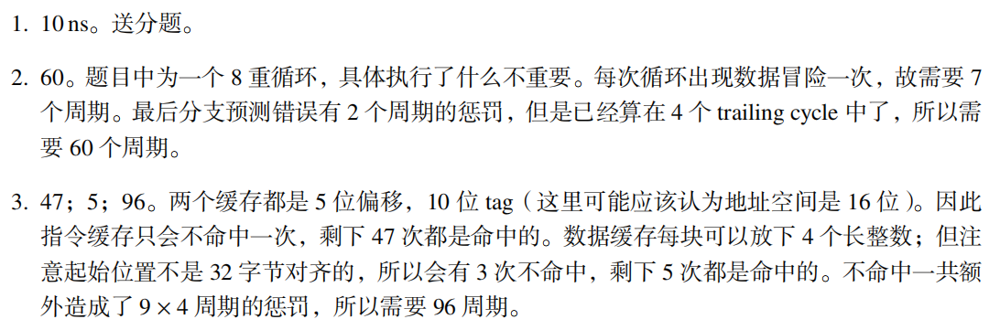 1. 10 ns。送分题。
2. 60。题目中为一个 8 重循环，具体执行了什么不重要。每次循环出现数据冒险一次，故需要 7
个周期。最后分支预测错误有 2 个周期的惩罚，但是已经算在 4 个 trailing cycle 中了，所以需
要 60 个周期。
3. 47；5；96。两个缓存都是 5 位偏移，10 位 tag（这里可能应该认为地址空间是 16 位）。因此
指令缓存只会不命中一次，剩下 47 次都是命中的。数据缓存每块可以放下 4 个长整数；但注
意起始位置不是 32 字节对齐的，所以会有 3 次不命中，剩下 5 次都是命中的。不命中一共额
外造成了 9 × 4 周期的惩罚，所以需要 96 周期。